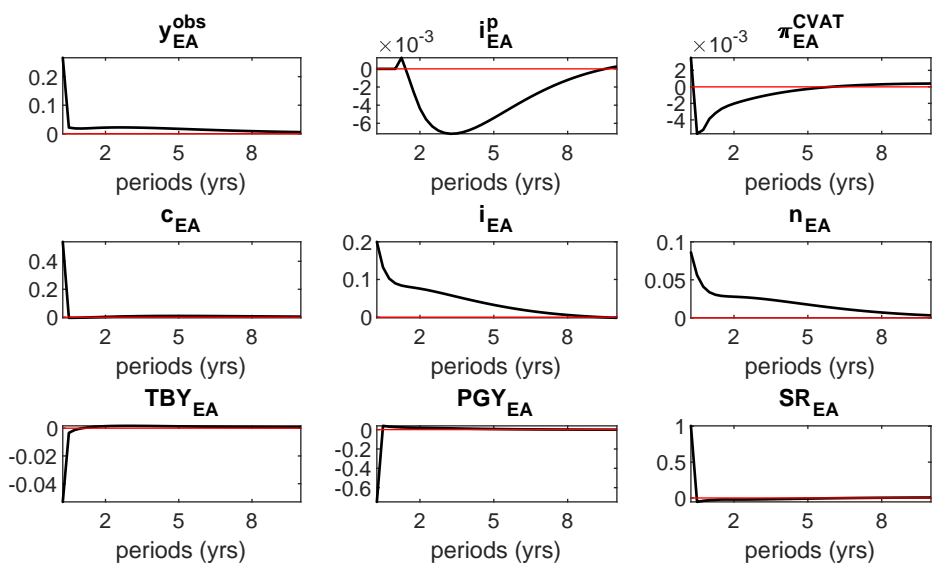 y_EA^obs
i_EA^p
π_EA^CVAT
×10^-3
×10^-3
0.2
0.1
0
0
-2
-4
-6
2
0
-2
-4
2 5 8
2 5 8
2 5 8
periods (yrs)
periods (yrs)
periods (yrs)
c_EA
i_EA
n_EA
0.4
0.2
0
0.2
0.1
0
0.1
0.05
0
2 5 8
2 5 8
2 5 8
periods (yrs)
periods (yrs)
periods (yrs)
TBY_EA
PGY_EA
SR_EA
0
-0.02
-0.04
0
-0.2
-0.4
-0.6
1
0.5
0
2 5 8
2 5 8
2 5 8
periods (yrs)
periods (yrs)
periods (yrs)